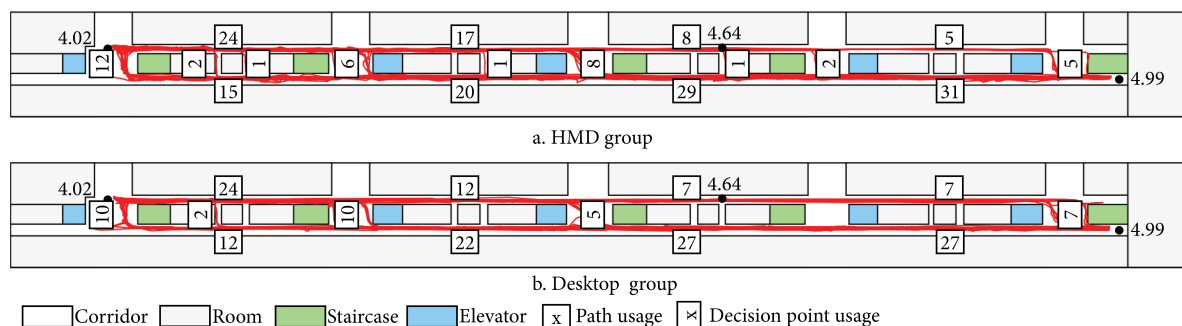 4.02 24 17 8 4.64 5
12 2 1 6 1 8 1 2 5
15 20 29 31 4.99
a. HMD group
4.02 24 12 7 4.64 7
10 2 10 5 7
12 22 27 27 4.99
b. Desktop group
Corridor Room Staircase Elevator x Path usage x Decision point usage